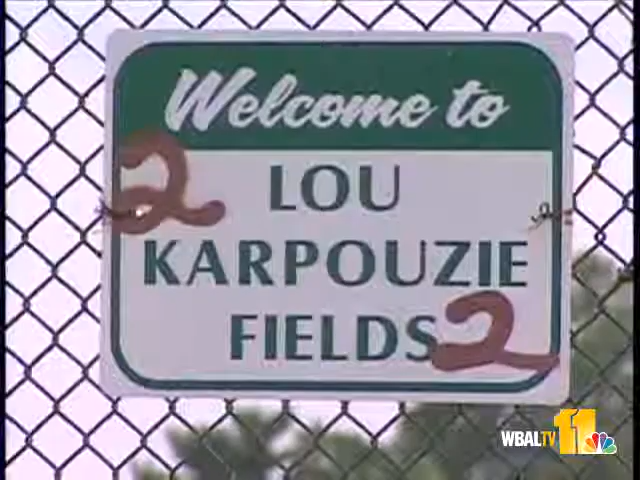 Welcome to
2 LOU
KARPOUZIE
FIELDS 2
WBALTV 11